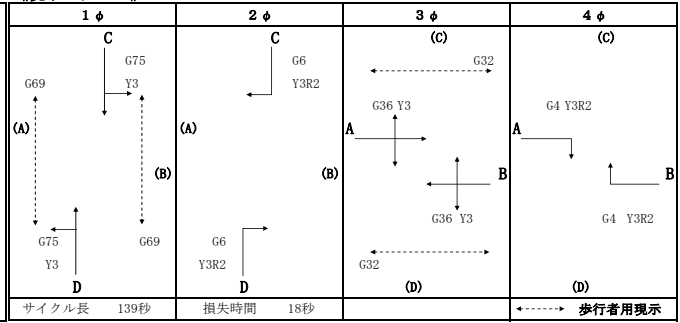 1φ 2φ 3φ 4φ
C C (C) (C)
G75 G6 G32
G69 Y3 Y3R2
G36 Y3 G4 Y3R2
(A) (A) A A
(B) (B) B B
G36 Y3 G4 Y3R2
G75 G69 G6
Y3 Y3R2 G32
D D (D) (D)
サイクル長 139秒 損失時間 18秒 歩行者用現示